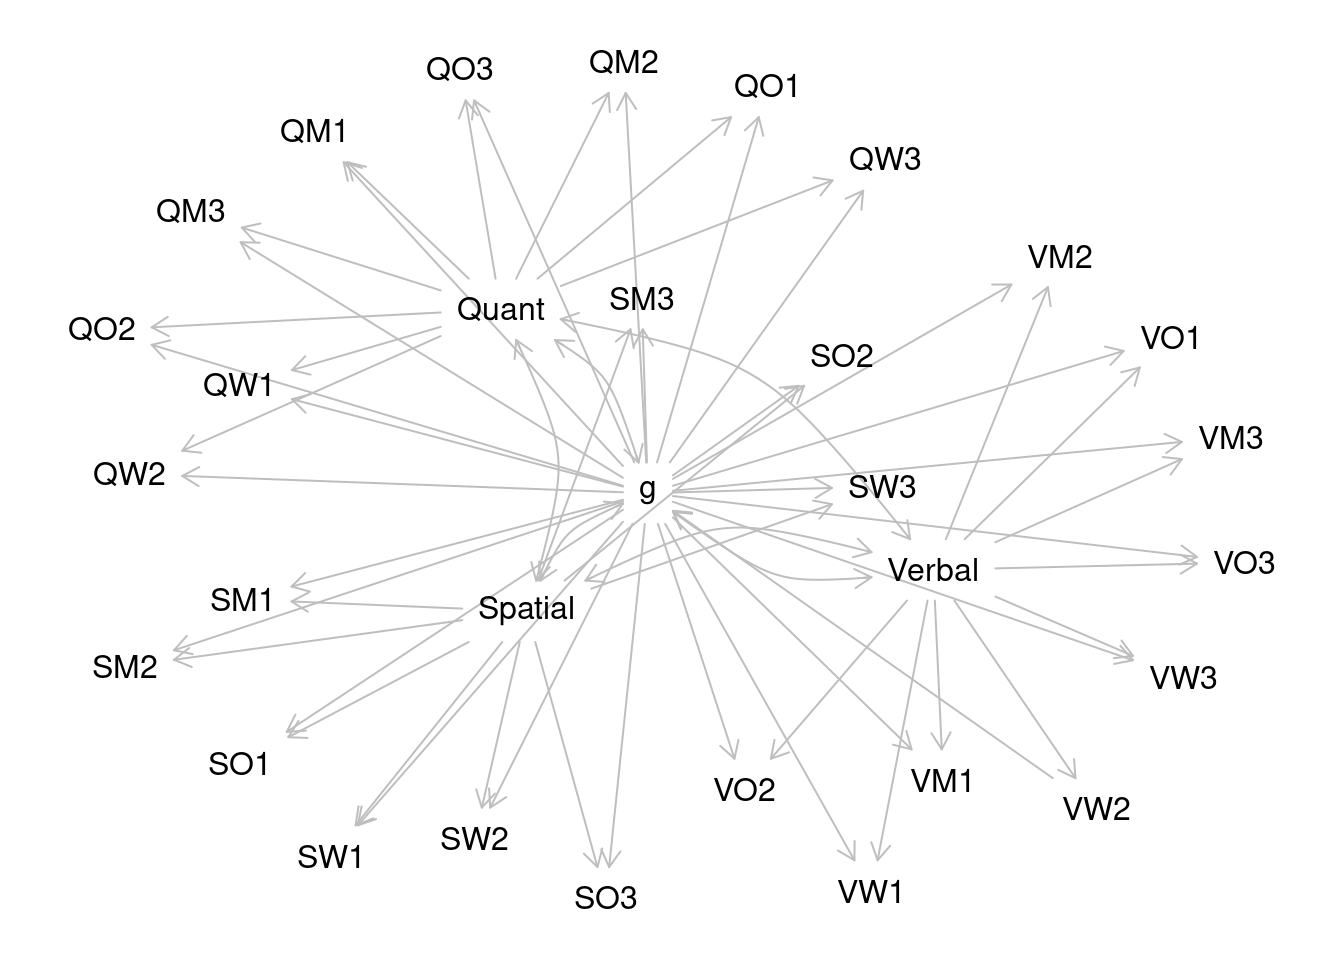 QM2
QO3
QO1
QM1
QW3
QM3
VM2
SM3
Quant
QO2
VO1
SO2
QW1
VM3
QW2
g
SW3
VO3
Verbal
SM1
Spatial
SM2
VW3
SO1
VM1
VO2
VW2
SW2
SW1
VW1
SO3